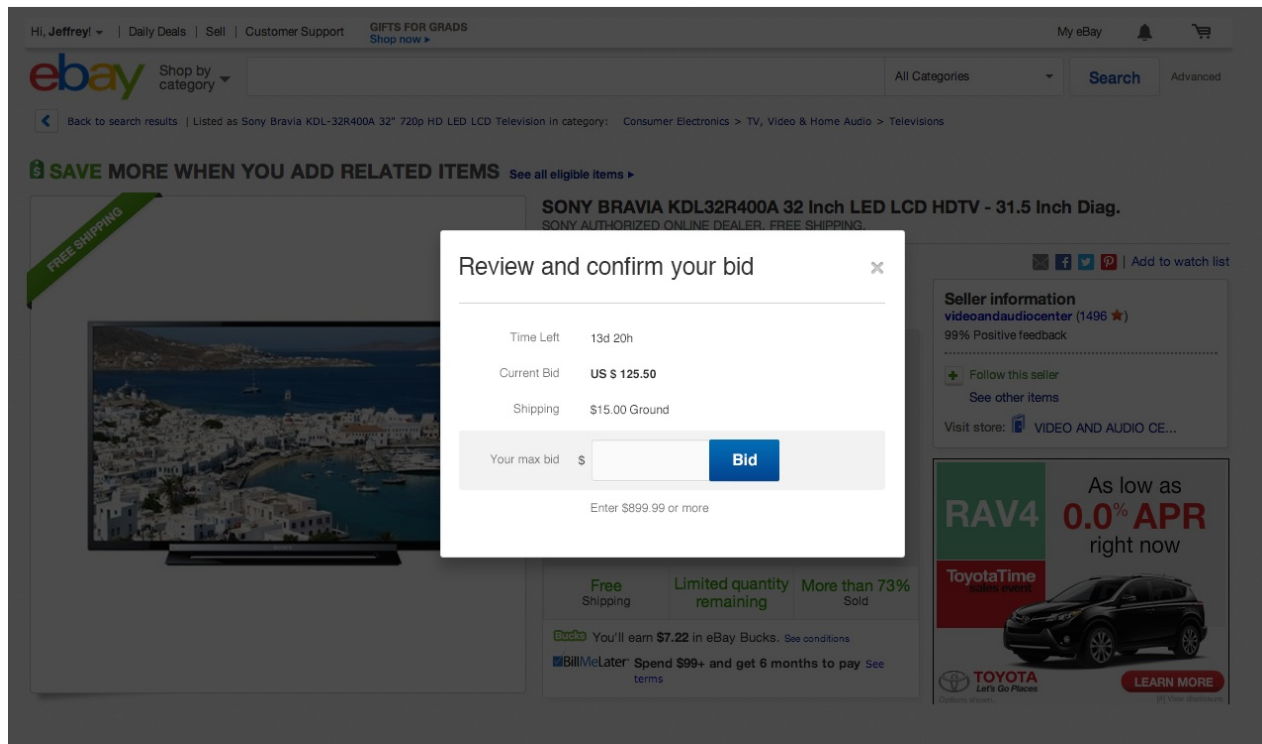 Hi, Jeffrey! | Daily Deals | Sell | Customer Support
GIFTS FOR GRADS
Shop now
My eBay
ebay
Shop by
category
All Categories
Search
Advanced
Back to search results | Listed as Sony Bravia KDL-32R400A 32" 720p HD LED LCD Television in category: Consumer Electronics > TV, Video & Home Audio > Televisions
$ SAVE MORE WHEN YOU ADD RELATED ITEMS See all eligible items
FREE SHIPPING
SONY BRAVIA KDL32R400A 32 Inch LED LCD HDTV - 31.5 Inch Diag.
SONY AUTHORIZED ONLINE DEALER. FREE SHIPPING.
| Add to watch list
Review and confirm your bid
Time Left 13d 20h
Current Bid US $ 125.50
Shipping $15.00 Ground
Your max bid $ Bid
Enter $899.99 or more
Seller information
videoandaudiocenter (1496)
99% Positive feedback
+ Follow this seller
See other items
Visit store: VIDEO AND AUDIO CE...
Free
Shipping
Limited quantity
remaining
More than 73%
Sold
Bucks You'll earn $7.22 in eBay Bucks. See conditions
BillMeLater Spend $99+ and get 6 months to pay See
terms
RAV4
As low as
0.0% APR
right now
ToyotaTime
sales event
TOYOTA
Let's Go Places
LEARN MORE
Options shown.